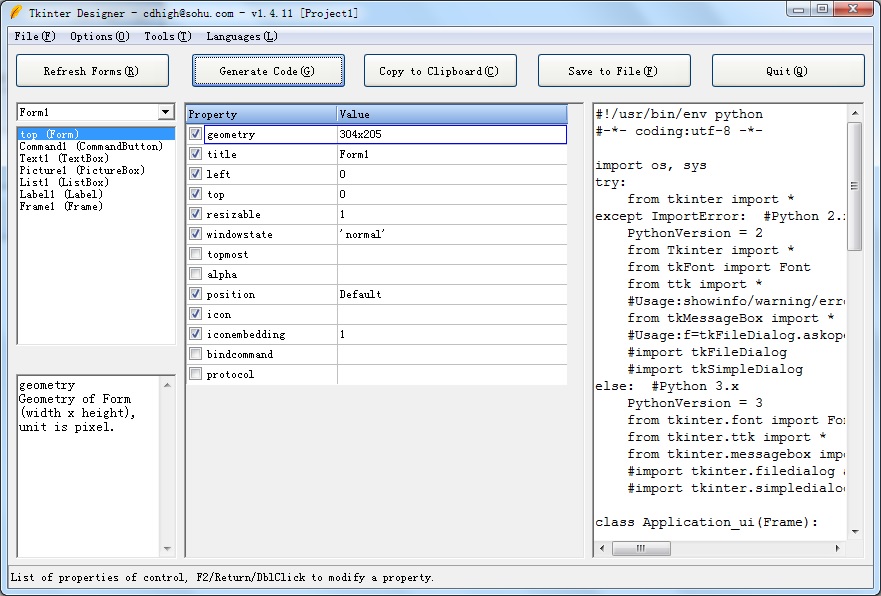 Tkinter Designer - cdhigh@sohu.com - v1.4.11 [Project1]
File(F) Options(O) Tools(T) Languages(L)
Refresh Forms(R) Generate Code(G) Copy to Clipboard(C) Save to File(F) Quit(Q)
Form1
top (Form)
Command1 (CommandButton)
Text1 (TextBox)
Picture1 (PictureBox)
List1 (ListBox)
Label1 (Label)
Frame1 (Frame)
geometry
Geometry of Form
(width x height),
unit is pixel.
Property Value
geometry 304x205
title Form1
left 0
top 0
resizable 1
windowstate 'normal'
topmost
alpha
position Default
icon
iconembedding 1
bindcommand
protocol
#!/usr/bin/env python
#-*- coding:utf-8 -*-
import os, sys
try:
from tkinter import *
except ImportError: #Python 2.
PythonVersion = 2
from Tkinter import *
from tkFont import Font
from ttk import *
#Usage:showinfo/warning/erro
from tkMessageBox import *
#Usage:f=tkFileDialog.askop
#import tkFileDialog
#import tkSimpleDialog
else: #Python 3.x
PythonVersion = 3
from tkinter.font import Fo
from tkinter.ttk import *
from tkinter.messagebox imp
#import tkinter.filedialog
#import tkinter.simpledialo
class Application_ui(Frame):
List of properties of control, F2/Return/DblClick to modify a property.